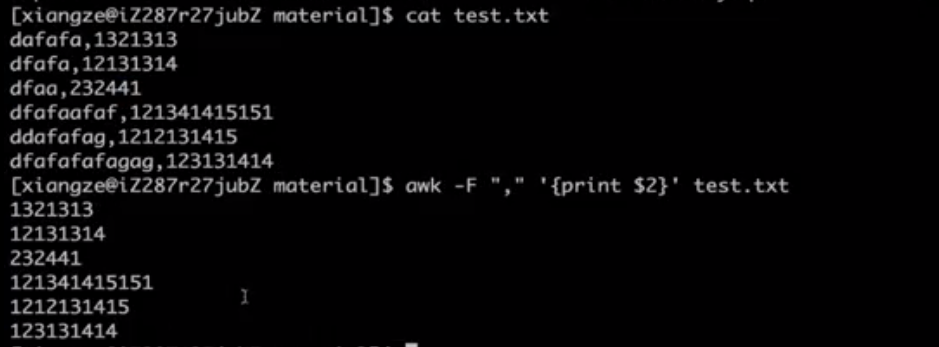 [xiangze@iZ287r27jubZ material]$ cat test.txt
dafafa,1321313
dfafa,12131314
dfaa,232441
dfafaafaf,121341415151
ddafafag,1212131415
dfafafafagag,123131414
[xiangze@iZ287r27jubZ material]$ awk -F "," '{print $2}' test.txt
1321313
12131314
232441
121341415151
1212131415
123131414